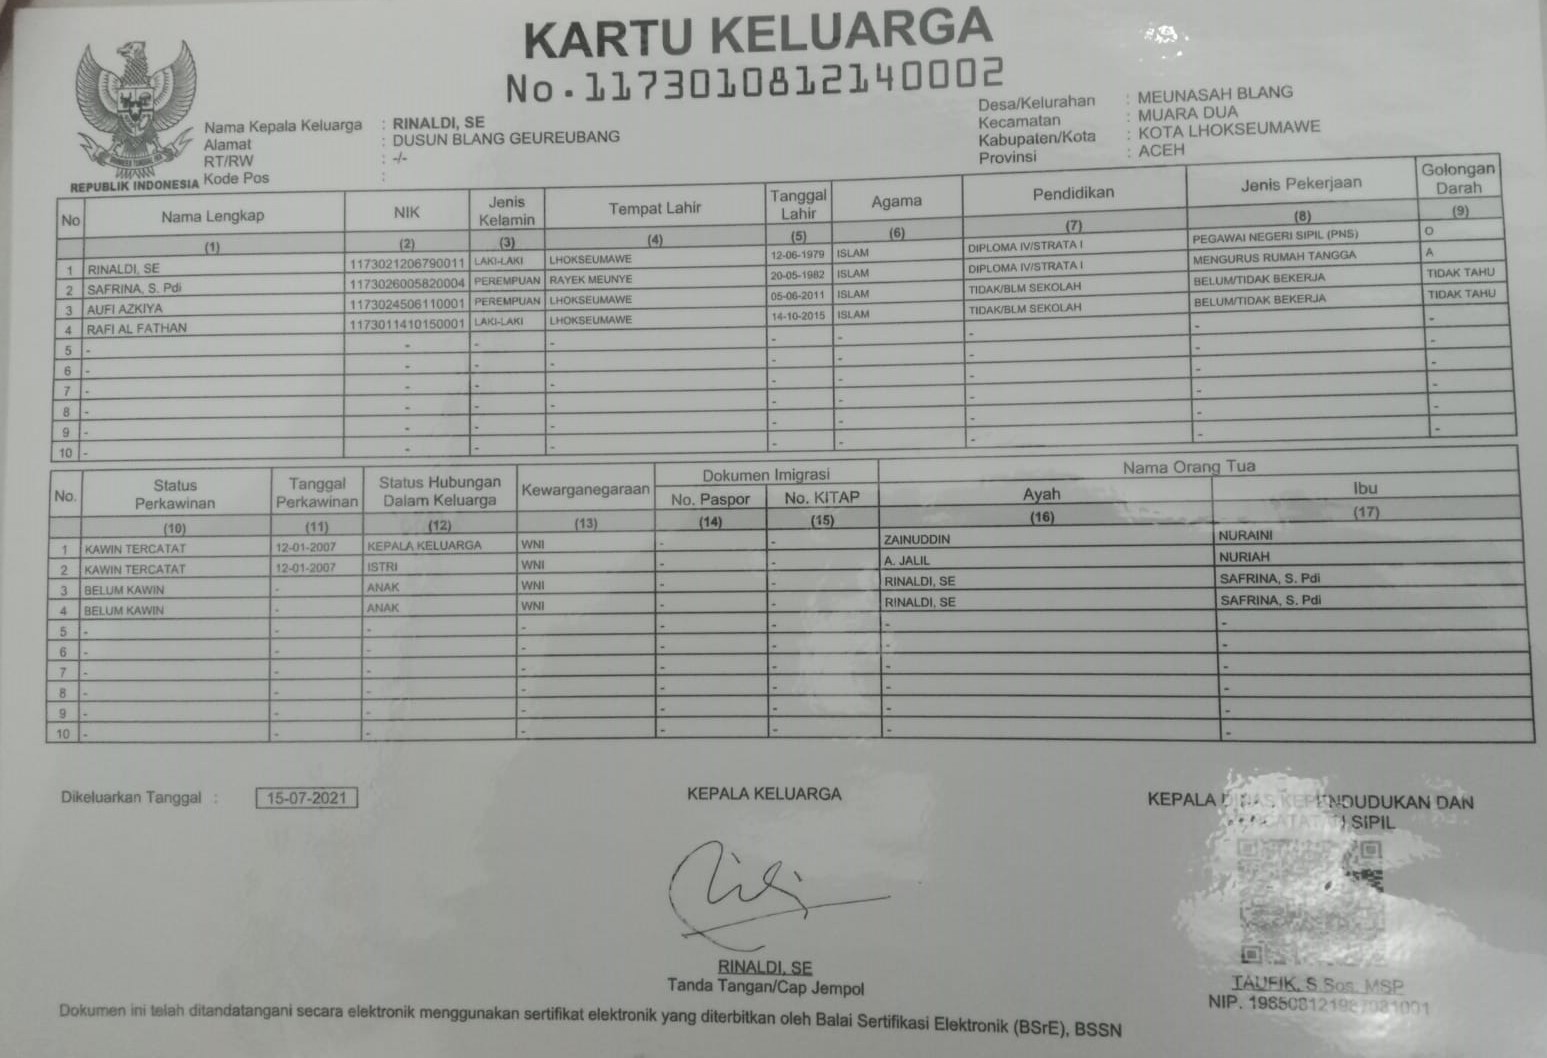 KARTU KELUARGA
No.1173010812140002
REPUBLIK INDONESIA
Nama Kepala Keluarga : RINALDI, SE
Alamat : DUSUN BLANG GEUREUBANG
RT/RW : -/-
Kode Pos :
Desa/Kelurahan : MEUNASAH BLANG
Kecamatan : MUARA DUA
Kabupaten/Kota : KOTA LHOKSEUMAWE
Provinsi : ACEH
No Nama Lengkap NIK Jenis Kelamin Tempat Lahir Tanggal Lahir Agama Pendidikan Jenis Pekerjaan Golongan Darah
(1) (2) (3) (4) (5) (6) (7) (8) (9)
1 RINALDI, SE 1173021206790011 LAKI-LAKI LHOKSEUMAWE 12-06-1979 ISLAM DIPLOMA IV/STRATA I PEGAWAI NEGERI SIPIL (PNS) O
2 SAFRINA, S. Pdi 1173026005820004 PEREMPUAN RAYEK MEUNYE 20-05-1982 ISLAM DIPLOMA IV/STRATA I MENGURUS RUMAH TANGGA A
3 AUFI AZKIYA 1173024506110001 PEREMPUAN LHOKSEUMAWE 05-06-2011 ISLAM TIDAK/BLM SEKOLAH BELUM/TIDAK BEKERJA TIDAK TAHU
4 RAFI AL FATHAN 1173011410150001 LAKI-LAKI LHOKSEUMAWE 14-10-2015 ISLAM TIDAK/BLM SEKOLAH BELUM/TIDAK BEKERJA TIDAK TAHU
5 - - - - - - - - -
6 - - - - - - - - -
7 - - - - - - - - -
8 - - - - - - - - -
9 - - - - - - - - -
10 - - - - - - - - -
No. Status Perkawinan Tanggal Perkawinan Status Hubungan Dalam Keluarga Kewarganegaraan Dokumen Imigrasi Nama Orang Tua
No. Paspor No. KITAP Ayah Ibu
(10) (11) (12) (13) (14) (15) (16) (17)
1 KAWIN TERCATAT 12-01-2007 KEPALA KELUARGA WNI - - ZAINUDDIN NURAINI
2 KAWIN TERCATAT 12-01-2007 ISTRI WNI - - A. JALIL NURIAH
3 BELUM KAWIN - ANAK WNI - - RINALDI, SE SAFRINA, S. Pdi
4 BELUM KAWIN - ANAK WNI - - RINALDI, SE SAFRINA, S. Pdi
5 - - - - - - - -
6 - - - - - - - -
7 - - - - - - - -
8 - - - - - - - -
9 - - - - - - - -
10 - - - - - - - -
Dikeluarkan Tanggal : 15-07-2021
KEPALA KELUARGA
RINALDI, SE
Tanda Tangan/Cap Jempol
KEPALA DINAS KEPENDUDUKAN DAN
SIPIL
TAUFIK, S.Sos, MSP
NIP.
Dokumen ini telah ditandatangani secara elektronik menggunakan sertifikat elektronik yang diterbitkan oleh Balai Sertifikasi Elektronik (BSrE), BSSN